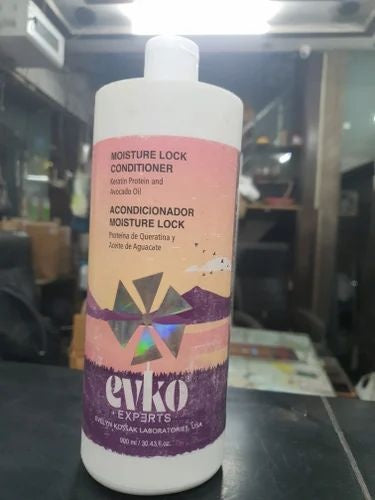 MOISTURE LOCK
CONDITIONER
Keratin Protein and
Avocado Oil
ACONDICIONADOR
MOISTURE LOCK
Proteína de Queratina y
Aceite de Aguacate
evko
+ EXPERTS
EVELYN KOSSAK LABORATORIES, USA
900 ml / 30.43 fl.oz.